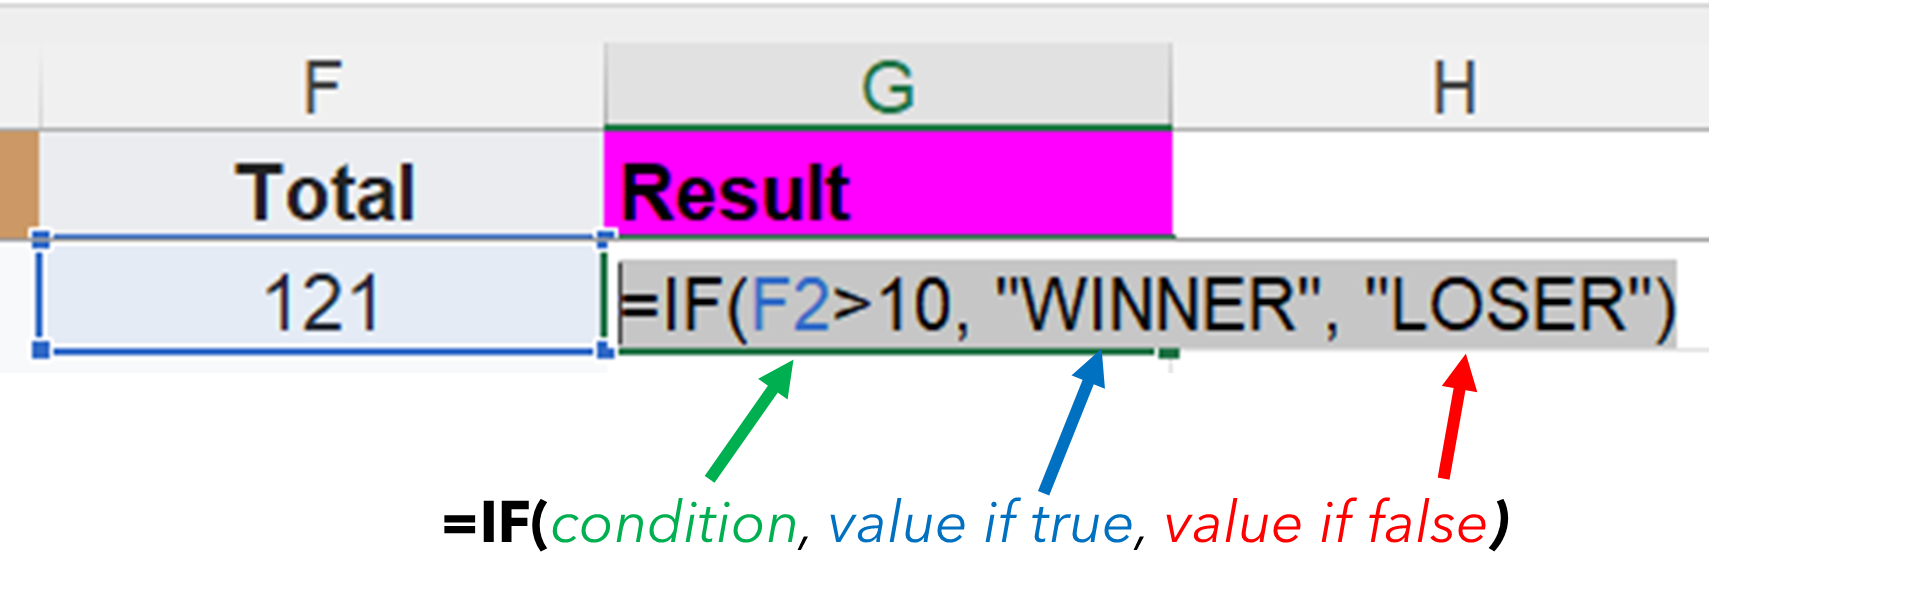 F G H
Total Result
121 =IF(F2>10, "WINNER", "LOSER")
=IF(condition, value if true, value if false)